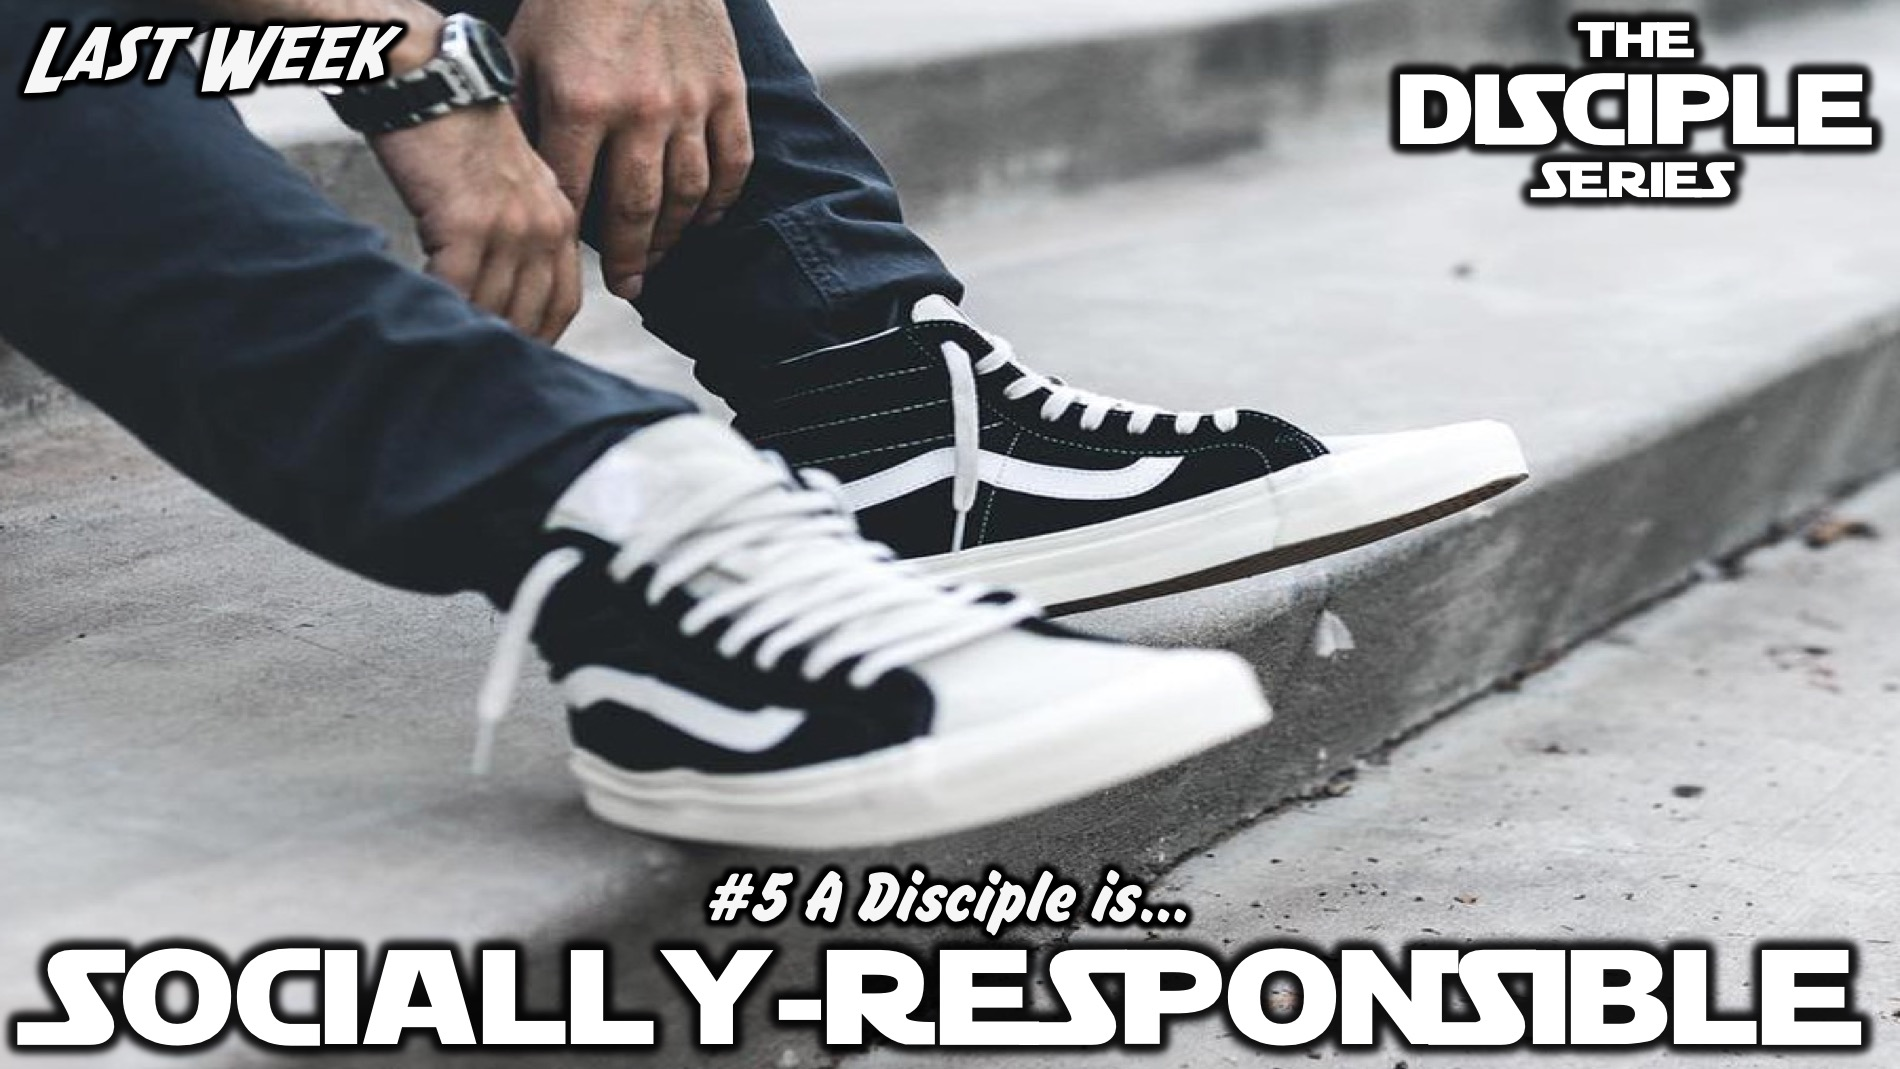 Last Week
THE
DISCIPLE
SERIES
#5 A Disciple is...
SOCIALLY-RESPONSIBLE